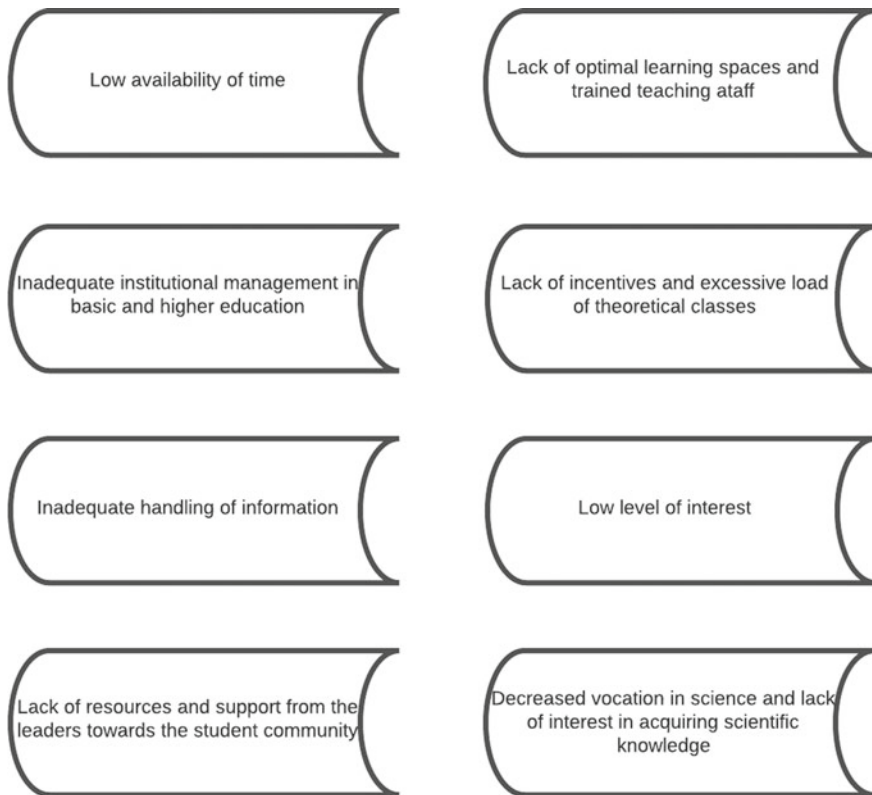 Low availability of time
Lack of optimal learning spaces and
trained teaching ataff
Inadequate institutional management in
basic and higher education
Lack of incentives and excessive load
of theoretical classes
Inadequate handling of information
Low level of interest
Lack of resources and support from the
leaders towards the student community
Decreased vocation in science and lack
of interest in acquiring scientific
knowledge